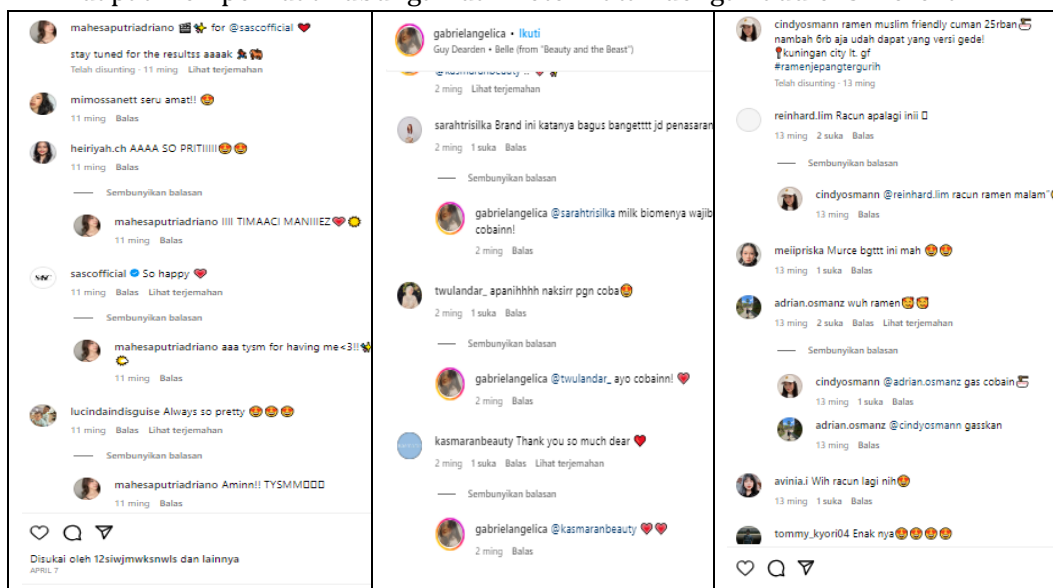 mahesaputriadriano 🎬✨ for @sascofficial ❤️
stay tuned for the resultss aaaak
Telah disunting · 11 ming Lihat terjemahan
mimossanett seru amat!! 😍
11 ming Balas
heiriyah.ch AAAA SO PRITIIIII😍😍
11 ming Balas
Sembunyikan balasan
mahesaputriadriano IIII TIMAACI MANIIIEZ💗
11 ming Balas
SASC
sascofficial So happy 💗
11 ming Balas Lihat terjemahan
Sembunyikan balasan
mahesaputriadriano aaa tysm for having me<3!!
11 ming Balas
lucindaindisguise Always so pretty 😍😍😍
11 ming Balas Lihat terjemahan
Sembunyikan balasan
mahesaputriadriano Aminn!! TYSMM▯▯▯
11 ming Balas
Disukai oleh 12siwjmwksnwls dan lainnya
APRIL 7
gabrielangelica • Ikuti
Guy Dearden • Belle (from "Beauty and the Beast")
@kasmaranbeauty !!
2 ming Lihat terjemahan
sarahtrisilka Brand ini katanya bagus bangetttt jd penasaran
2 ming 1 suka Balas
Sembunyikan balasan
gabrielangelica @sarahtrisilka milk biomenya wajib
cobainn!
2 ming Balas
twulandar_ apanihhhh naksirr pgn coba😍
2 ming 1 suka Balas
Sembunyikan balasan
gabrielangelica @twulandar_ ayo cobainn! 💗
2 ming Balas
kasmaranbeauty Thank you so much dear ❤️
2 ming 1 suka Balas Lihat terjemahan
Sembunyikan balasan
gabrielangelica @kasmaranbeauty 💗💗
2 ming Balas
cindyosmann ramen muslim friendly cuman 25rban🍜
nambah 6rb aja udah dapat yang versi gede!
📍kuningan city lt. gf
#ramenjepangtergurih
Telah disunting · 13 ming
reinhard.lim Racun apalagi inii ▯
13 ming 2 suka Balas
Sembunyikan balasan
cindyosmann @reinhard.lim racun ramen malam"
13 ming Balas
meiipriska Murce bgttt ini mah 😍😍
13 ming 1 suka Balas
adrian.osmanz wuh ramen🥰🥰
13 ming 2 suka Balas Lihat terjemahan
Sembunyikan balasan
cindyosmann @adrian.osmanz gas cobain🍜
13 ming 1 suka Balas
adrian.osmanz @cindyosmann gasskan
13 ming Balas
avinia.i Wih racun lagi nih😍
13 ming 1 suka Balas
tommy_kyori04 Enak nya😍😍😍😍